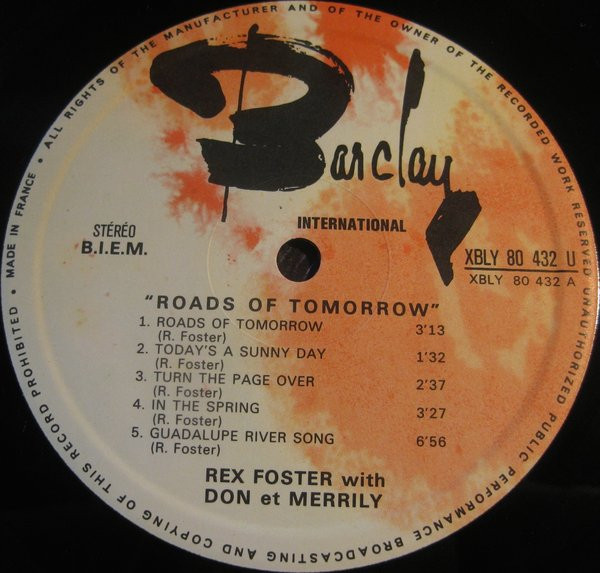 ALL RIGHTS OF THE MANUFACTURER AND OF THE OWNER OF THE RECORDED WORK RESERVED UNAUTHORIZED PUBLIC PERFORMANCE BROADCASTING AND COPYING OF THIS RECORD PROHIBITED • MADE IN FRANCE •
Barclay
INTERNATIONAL
STÉRÉO
B.I.E.M.
XBLY 80 432 U
XBLY 80 432 A
"ROADS OF TOMORROW"
1. ROADS OF TOMORROW 3'13
(R. Foster)
2. TODAY'S A SUNNY DAY 1'32
(R. Foster)
3. TURN THE PAGE OVER 2'37
(R. Foster)
4. IN THE SPRING 3'27
(R. Foster)
5. GUADALUPE RIVER SONG 6'56
(R. Foster)
REX FOSTER with
DON et MERRILY